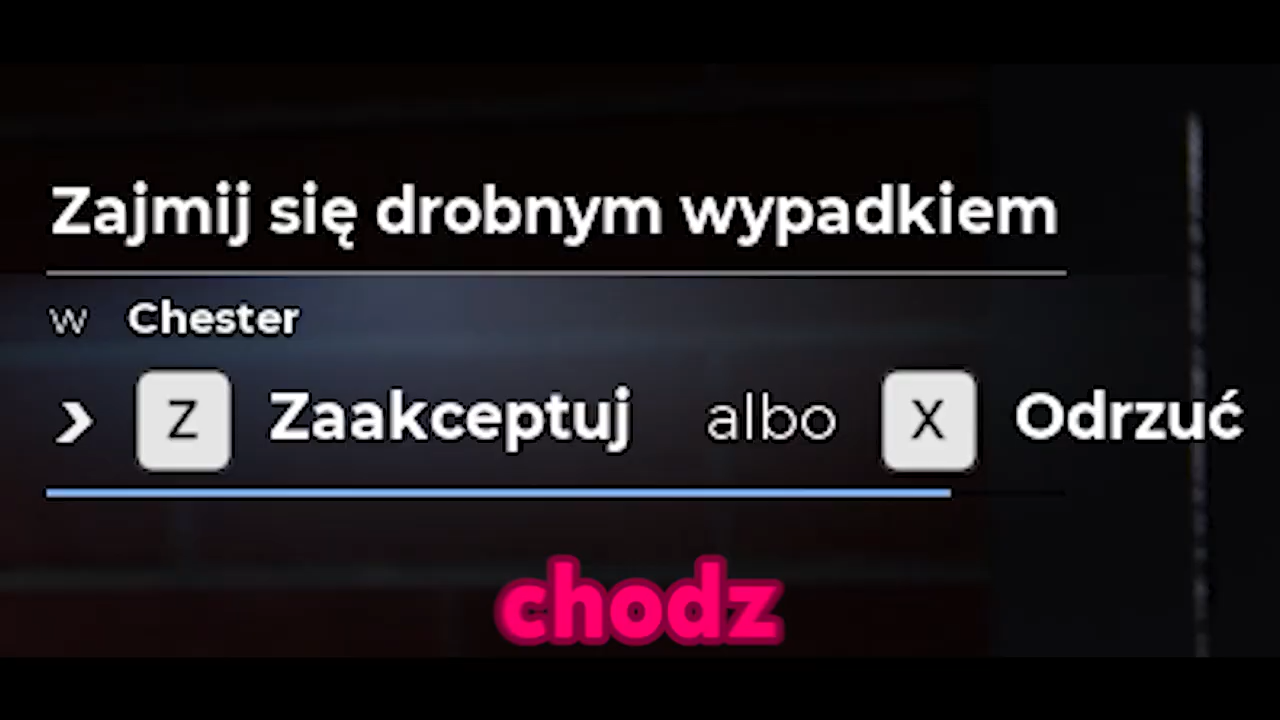 Zajmij się drobnym wypadkiem
w Chester
Z Zaakceptuj albo X Odrzuć
chodz